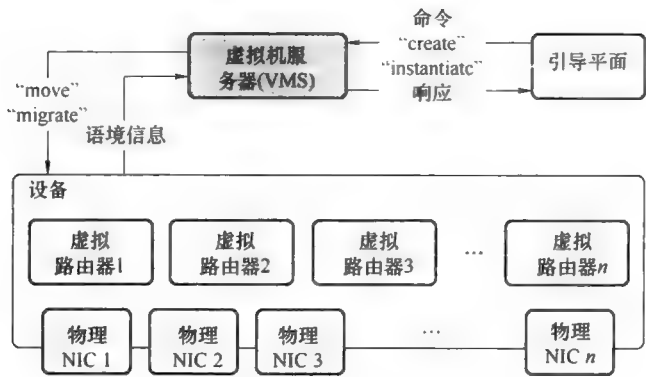 命令
“create”
虚拟机服
务器(VMS)
引导平面
“instantiatc”
响应
“move”
“migrate”
语境信息
设备
虚拟
路由器1
虚拟
路由器2
虚拟
路由器3
…
虚拟
路由器n
物理
NIC 1
物理
NIC 2
物理
NIC 3
…
物理
NIC n